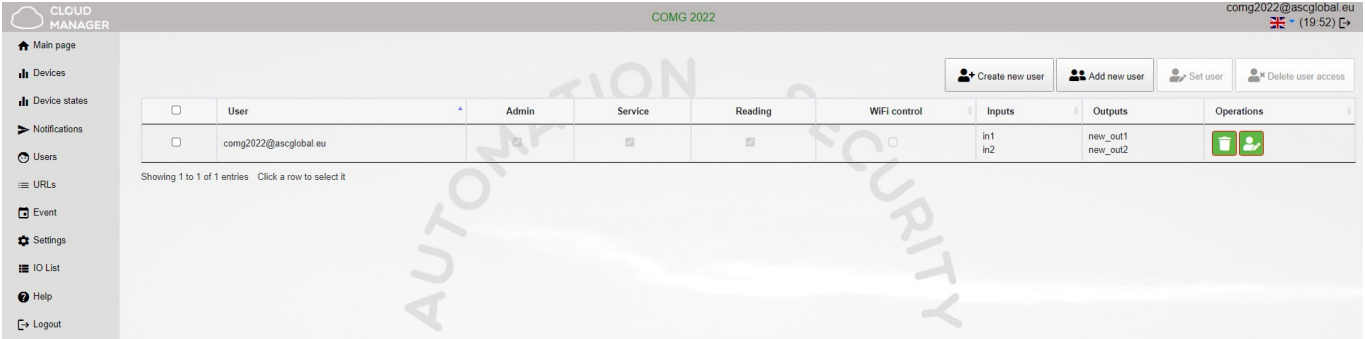 CLOUD
MANAGER
COMG 2022
comg2022@ascglobal.eu
(19:52)
Main page
Devices
Device states
Notifications
Users
URLs
Event
Settings
IO List
Help
Logout
Create new user
Add new user
Set user
Delete user access
User Admin Service Reading WiFi control Inputs Outputs Operations
comg2022@ascglobal.eu in1 new_out1
in2 new_out2
Showing 1 to 1 of 1 entries Click a row to select it
AUTOMATION
SECURITY